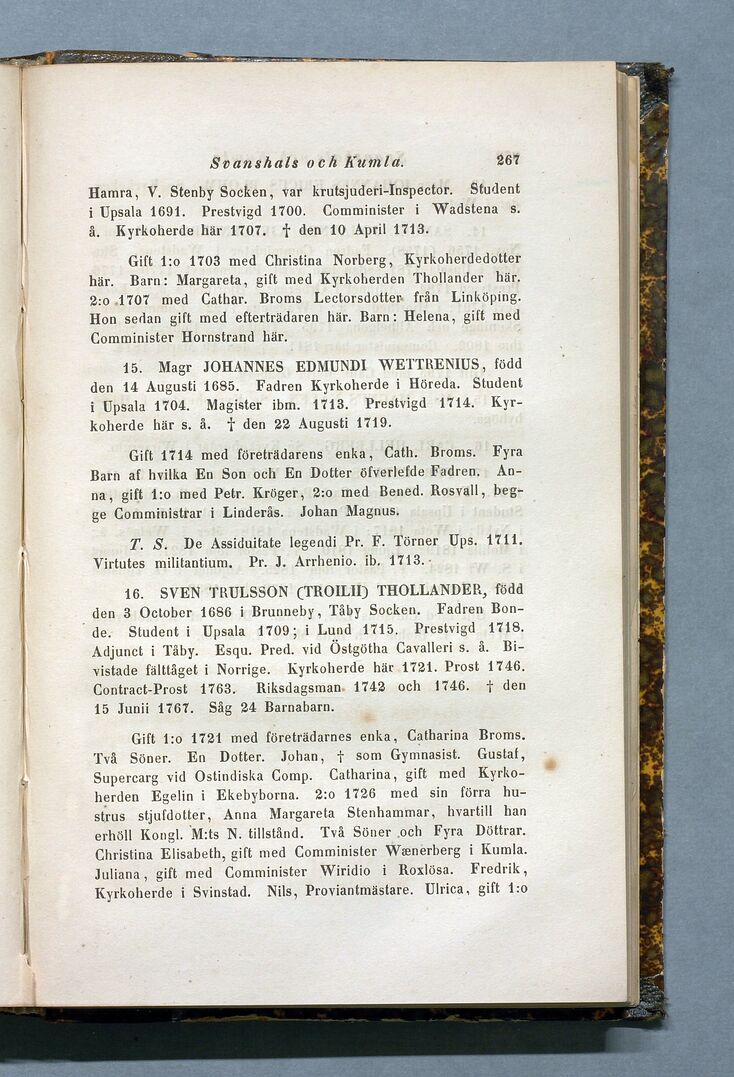 Svanshals och Kumla. 267
Hamra, V. Stenby Socken, var krutsjuderi-Inspector. Student
i Upsala 1691. Prestvigd 1700. Comminister i Wadstena s.
å. Kyrkoherde här 1707. † den 10 April 1713.
Gift 1:o 1703 med Christina Norberg, Kyrkoherdedotter
här. Barn: Margareta, gift med Kyrkoherden Thollander här.
2:o 1707 med Cathar. Broms Lectorsdotter från Linköping.
Hon sedan gift med efterträdaren här. Barn: Helena, gift med
Comminister Hornstrand här.
15. Magr JOHANNES EDMUNDI WETTRENIUS, född
den 14 Augusti 1685. Fadren Kyrkoherde i Höreda. Student
i Upsala 1704. Magister ibm. 1713. Prestvigd 1714. Kyr-
koherde här s. å. † den 22 Augusti 1719.
Gift 1714 med företrädarens enka, Cath. Broms. Fyra
Barn af hvilka En Son och En Dotter öfverlefde Fadren. An-
na, gift 1:o med Petr. Kröger, 2:o med Bened. Rosvall, beg-
ge Comministrar i Linderås. Johan Magnus.
T. S. De Assiduitate legendi Pr. F. Törner Ups. 1711.
Virtutes militantium. Pr. J. Arrhenio. ib. 1713.
16. SVEN TRULSSON (TROILII) THOLLANDER, född
den 3 October 1686 i Brunneby, Tåby Socken. Fadren Bon-
de. Student i Upsala 1709; i Lund 1715. Prestvigd 1718.
Adjunct i Tåby. Esqu. Pred. vid Östgötha Cavalleri s. å. Bi-
vistade fälttåget i Norrige. Kyrkoherde här 1721. Prost 1746.
Contract-Prost 1763. Riksdagsman 1742 och 1746. † den
15 Junii 1767. Såg 24 Barnabarn.
Gift 1:o 1721 med företrädarnes enka, Catharina Broms.
Två Söner. En Dotter. Johan, † som Gymnasist. Gustaf,
Supercarg vid Ostindiska Comp. Catharina, gift med Kyrko-
herden Egelin i Ekebyborna. 2:o 1726 med sin förra hu-
strus stjufdotter, Anna Margareta Stenhammar, hvartill han
erhöll Kongl. M:ts N. tillstånd. Två Söner och Fyra Döttrar.
Christina Elisabeth, gift med Comminister Wænerberg i Kumla.
Juliana, gift med Comminister Wiridio i Roxlösa. Fredrik,
Kyrkoherde i Svinstad. Nils, Proviantmästare. Ulrica, gift 1:o